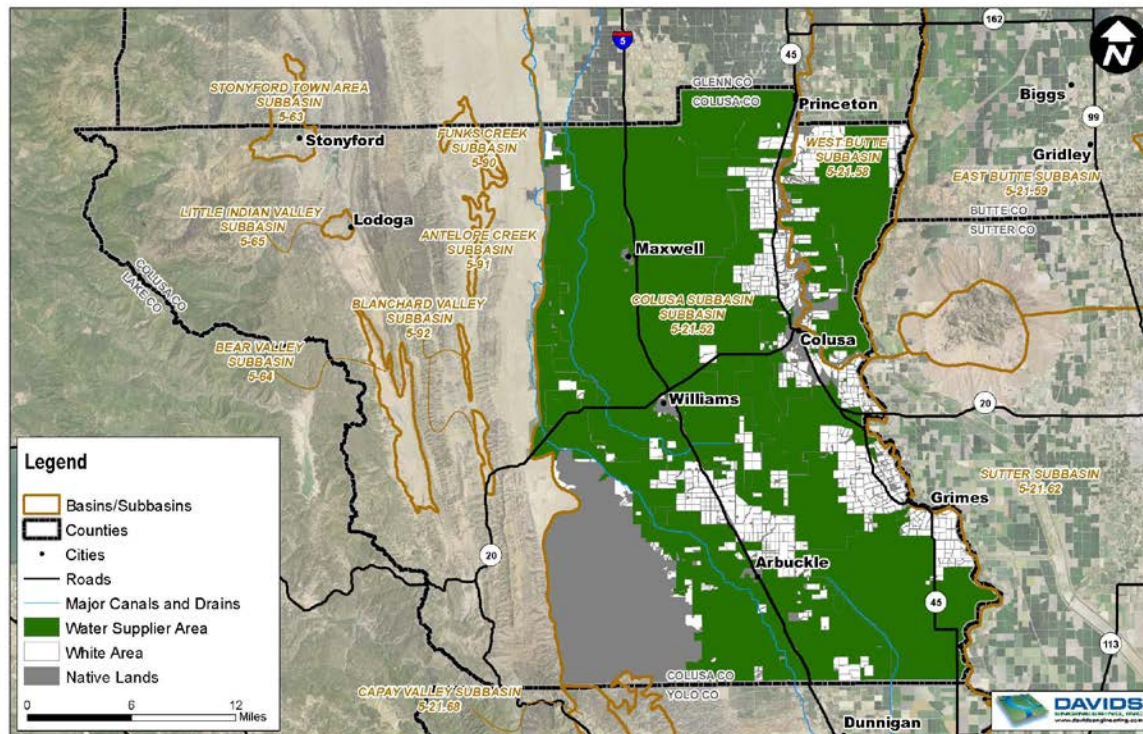 162
5
45
N
STONYFORD TOWN AREA
SUBBASIN
5-63
GLENN CO
COLUSA CO
Princeton
Biggs
99
Stonyford
FUNKS CREEK
SUBBASIN
5-90
WEST BUTTE
SUBBASIN
5-21.58
Gridley
EAST BUTTE SUBBASIN
5-21.59
LITTLE INDIAN VALLEY
SUBBASIN
5-65
Lodoga
BUTTE CO
SUTTER CO
ANTELOPE CREEK
SUBBASIN
5-91
Maxwell
COLUSA CO
LAKE CO
BLANCHARD VALLEY
SUBBASIN
5-92
COLUSA SUBBASIN
SUBBASIN
5-21.52
Colusa
BEAR VALLEY
SUBBASIN
5-64
Williams
20
Legend
Basins/Subbasins
Counties
Cities
Roads
Major Canals and Drains
Water Supplier Area
White Area
Native Lands
0 6 12
Miles
SUTTER SUBBASIN
5-21.62
Grimes
20
Arbuckle
45
113
COLUSA CO
YOLO CO
CAPAY VALLEY SUBBASIN
5-21.68
Dunnigan
DAVIDS
ENGINEERING, INC
www.davidsengineering.com